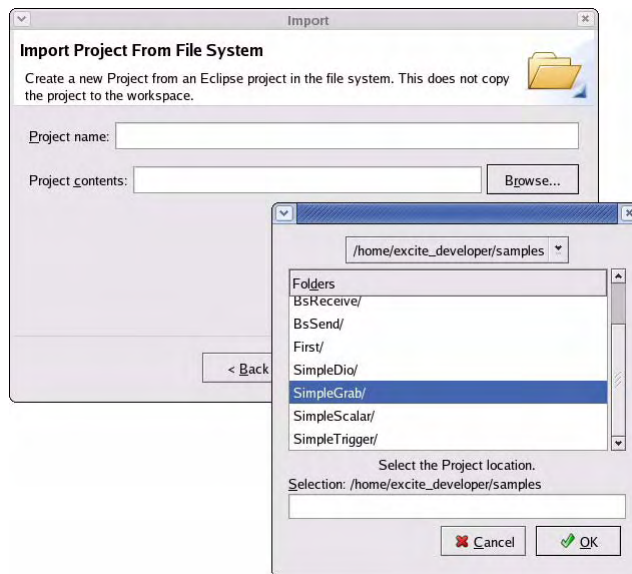 Import
Import Project From File System
Create a new Project from an Eclipse project in the file system. This does not copy
the project to the workspace.
Project name:
Project contents:
Browse...
< Back
/home/excite_developer/samples
Folders
BsReceive/
BsSend/
First/
SimpleDio/
SimpleGrab/
SimpleScalar/
SimpleTrigger/
Select the Project location.
Selection: /home/excite_developer/samples
Cancel
OK